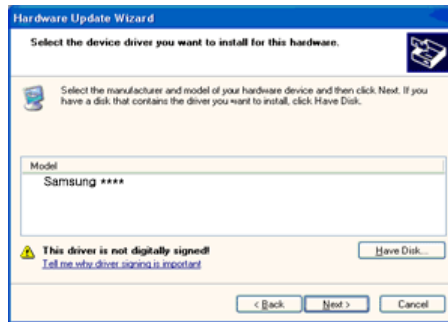 Hardware Update Wizard
Select the device driver you want to install for this hardware.
Select the manufacturer and model of your hardware device and then click Next. If you
have a disk that contains the driver you want to install, click Have Disk.
Model
Samsung ****
This driver is not digitally signed!
Have Disk...
Tell me why driver signing is important
< Back
Next >
Cancel